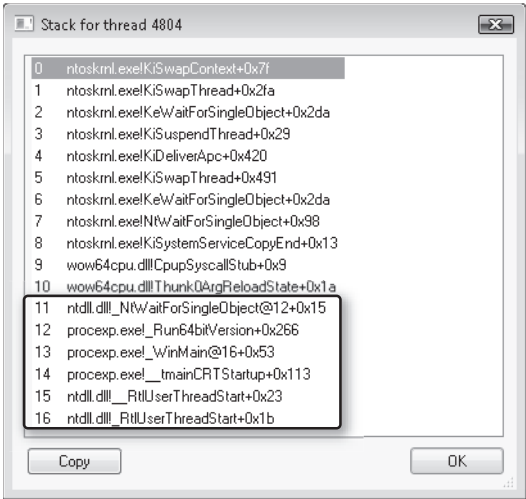 Stack for thread 4804
0 ntoskrnl.exe!KiSwapContext+0x7f
1 ntoskrnl.exe!KiSwapThread+0x2fa
2 ntoskrnl.exe!KeWaitForSingleObject+0x2da
3 ntoskrnl.exe!KiSuspendThread+0x29
4 ntoskrnl.exe!KiDeliverApc+0x420
5 ntoskrnl.exe!KiSwapThread+0x491
6 ntoskrnl.exe!KeWaitForSingleObject+0x2da
7 ntoskrnl.exe!NtWaitForSingleObject+0x98
8 ntoskrnl.exe!KiSystemServiceCopyEnd+0x13
9 wow64cpu.dll!CpupSyscallStub+0x9
10 wow64cpu.dll!Thunk0ArgReloadState+0x1a
11 ntdll.dll!_NtWaitForSingleObject@12+0x15
12 procexp.exe!_Run64bitVersion+0x266
13 procexp.exe!_WinMain@16+0x53
14 procexp.exe!__tmainCRTStartup+0x113
15 ntdll.dll!__RtlUserThreadStart+0x23
16 ntdll.dll!_RtlUserThreadStart+0x1b
Copy OK